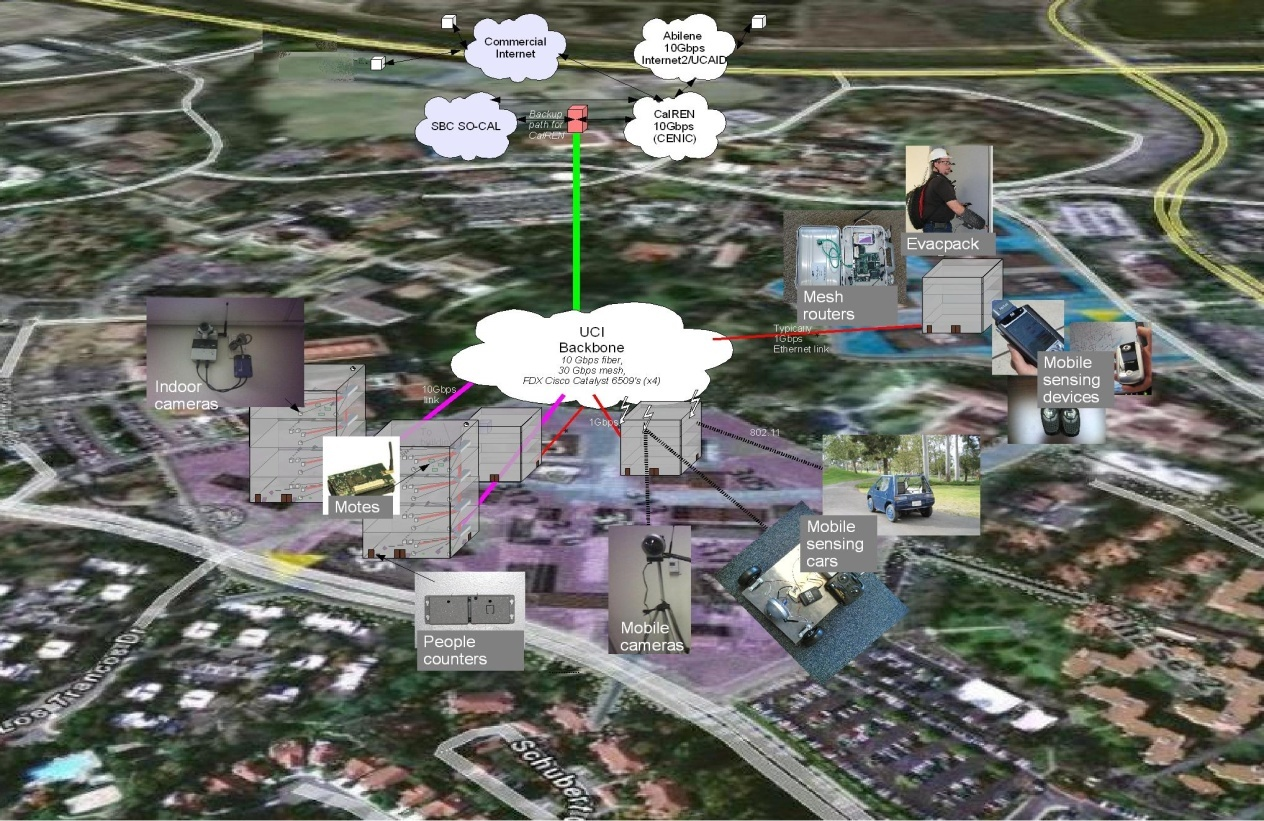 Commercial
Internet
Abilene
10Gbps
Internet2/UCAID
SBC SO-CAL
Backup
path for
CalREN
CalREN
10Gbps
(CENIC)
Evacpack
Mesh
routers
UCI
Backbone
10 Gbps fiber,
30 Gbps mesh,
FDX Cisco Catalyst 6509's (x4)
Typically
1Gbps
Ethernet link
Mobile
sensing
devices
Indoor
cameras
10Gbps
link
1Gbps
802.11
Motes
Mobile
sensing
cars
People
counters
Mobile
cameras
Schubert